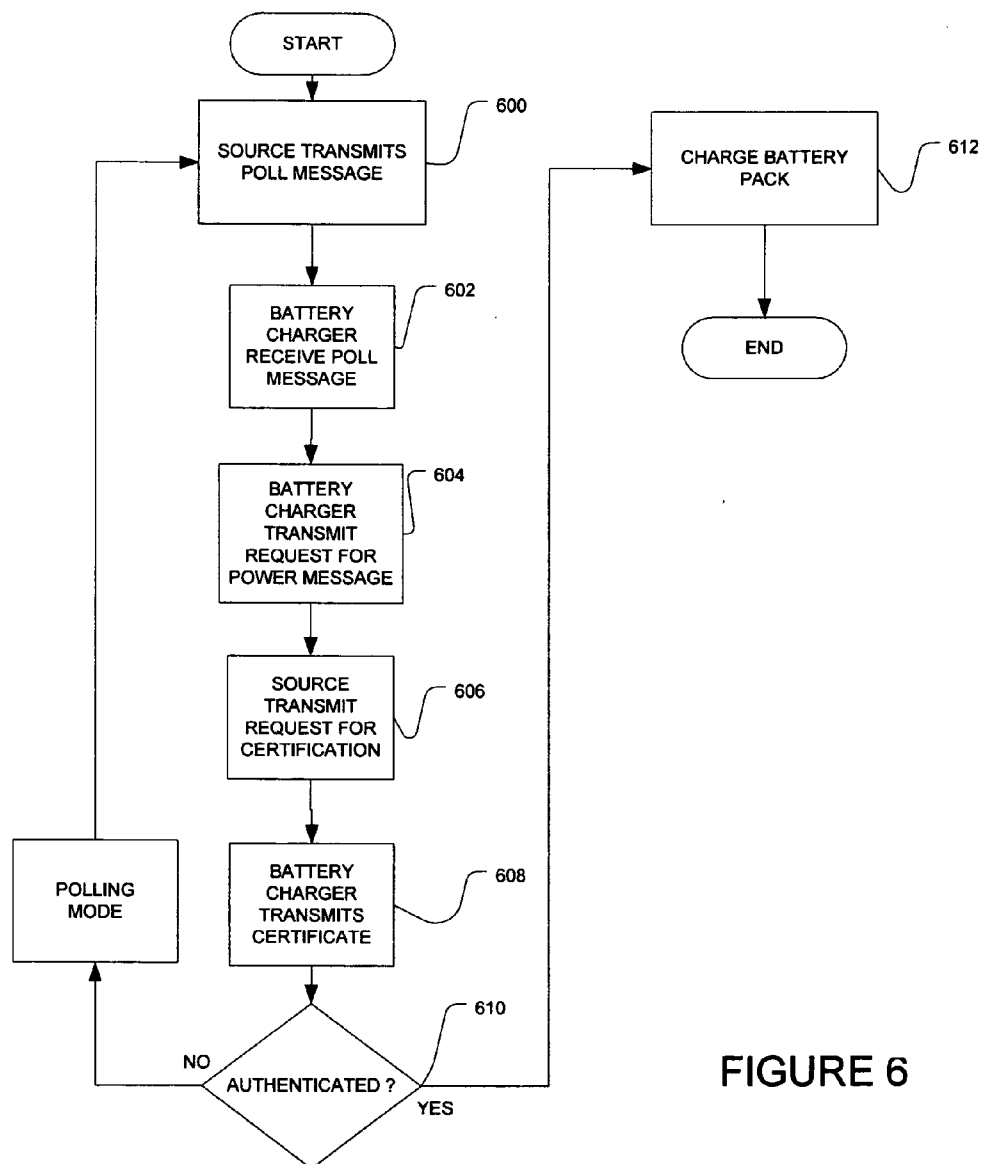 START
600
SOURCE TRANSMITS
POLL MESSAGE
602
BATTERY
CHARGER
RECEIVE POLL
MESSAGE
604
BATTERY
CHARGER
TRANSMIT
REQUEST FOR
POWER MESSAGE
606
SOURCE
TRANSMIT
REQUEST FOR
CERTIFICATION
608
BATTERY
CHARGER
TRANSMITS
CERTIFICATE
610
AUTHENTICATED ?
NO
POLLING
MODE
YES
612
CHARGE BATTERY
PACK
END
FIGURE 6